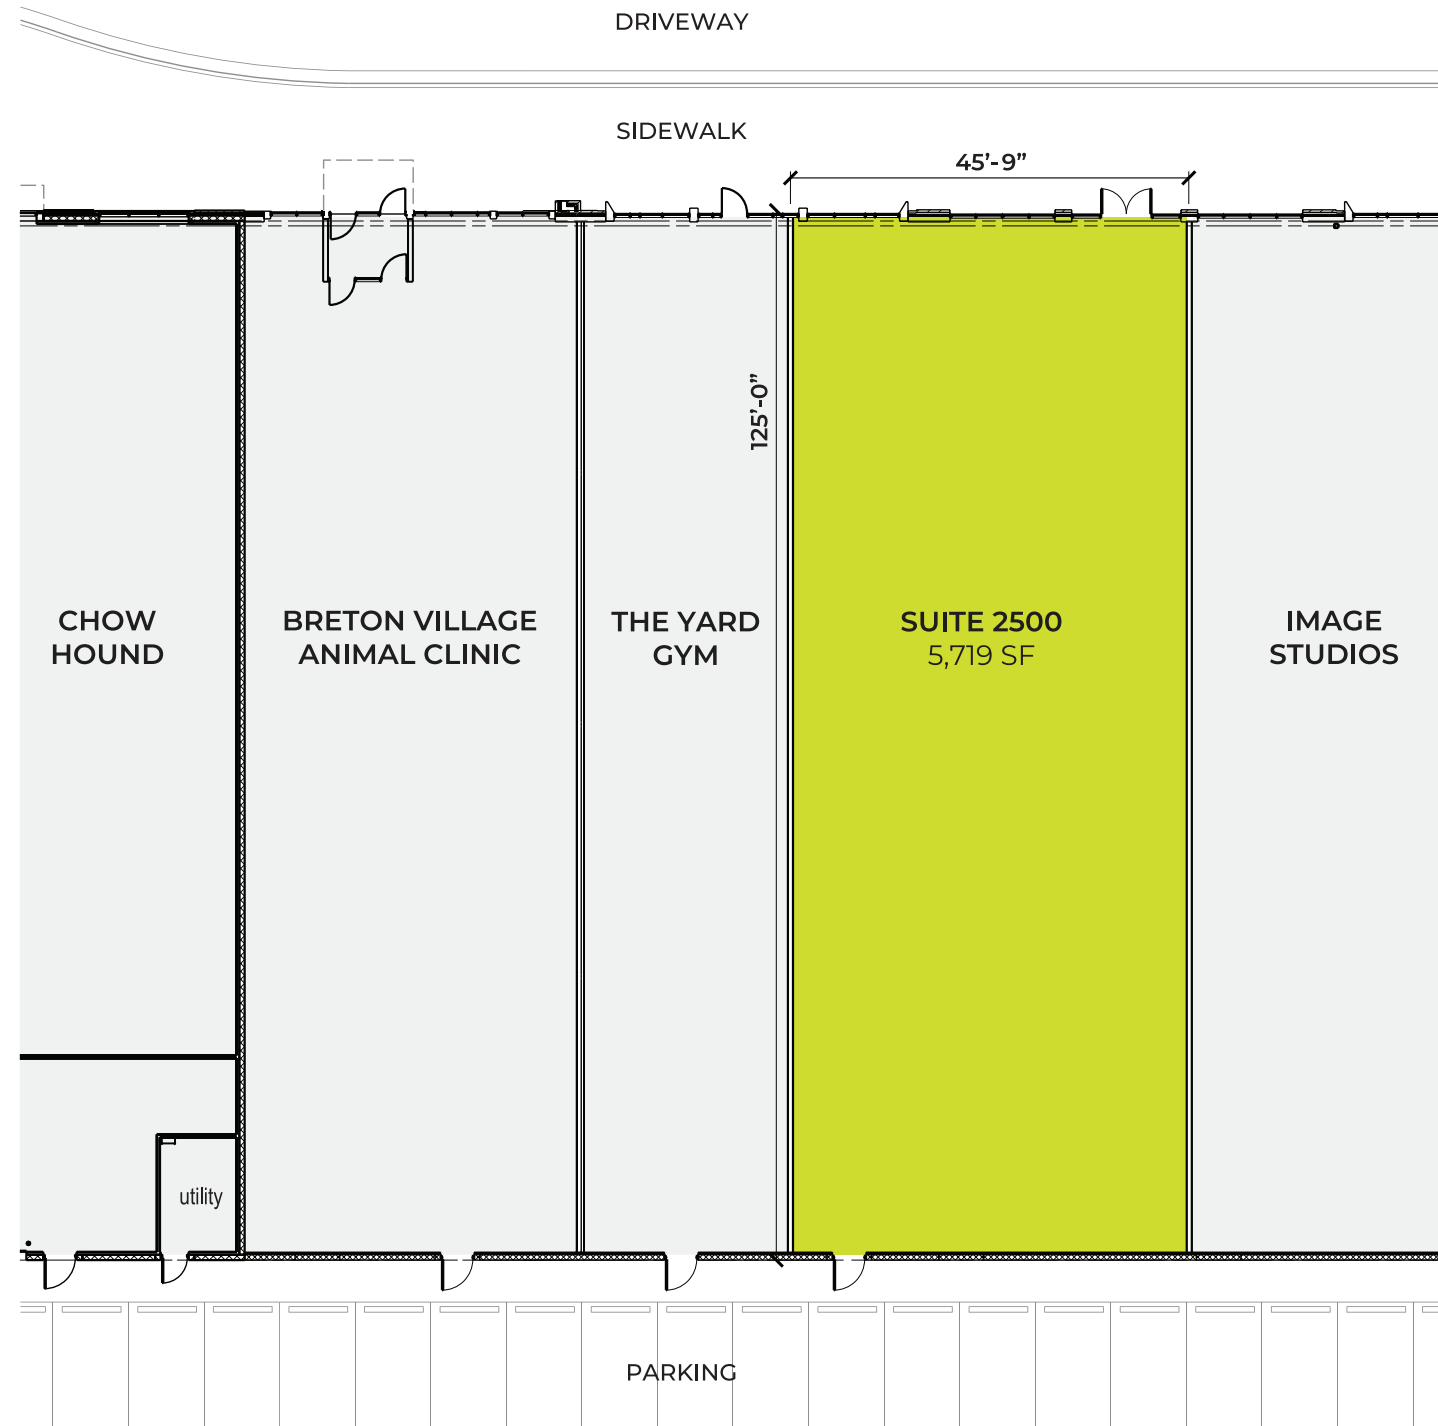 DRIVEWAY
SIDEWALK
45’-9”
125’-0”
CHOW
HOUND
BRETON VILLAGE
ANIMAL CLINIC
THE YARD
GYM
SUITE 2500
5,719 SF
IMAGE
STUDIOS
utility
PARKING